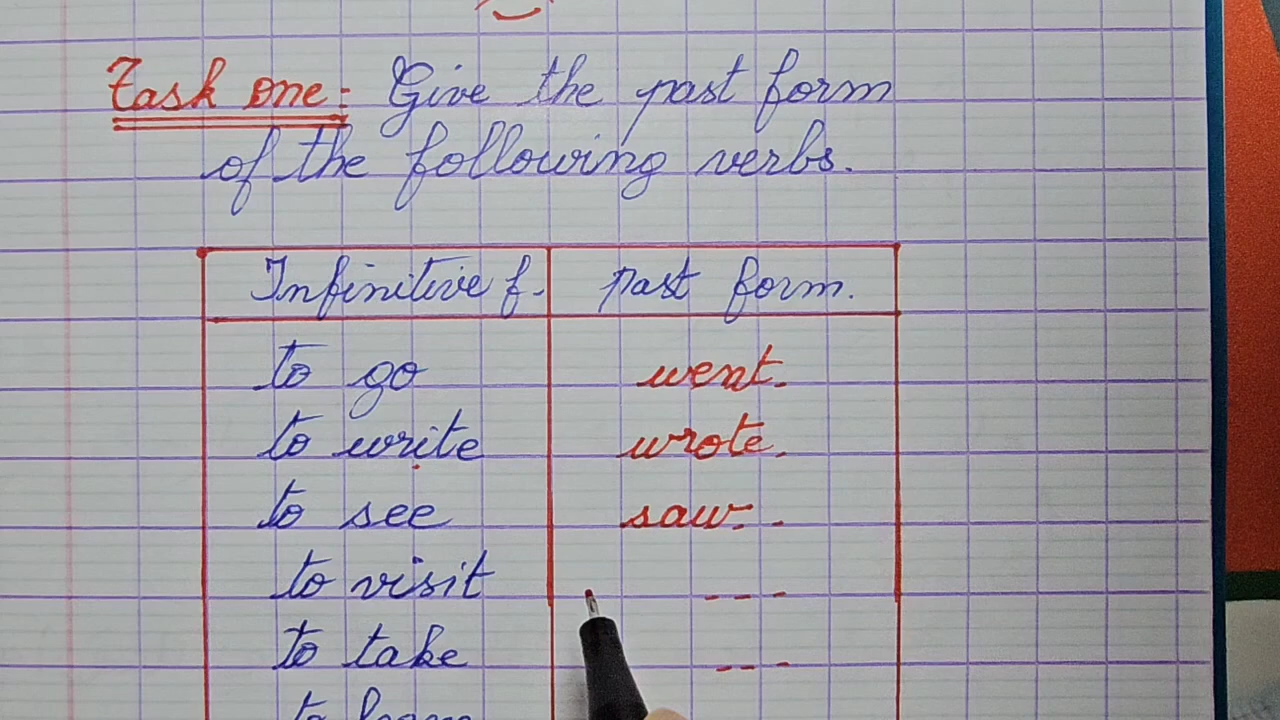 Task one: Give the past form
of the following verbs.
Infinitive f. past form.
to go went.
to write wrote.
to see saw.
to visit ---
to take ---
to